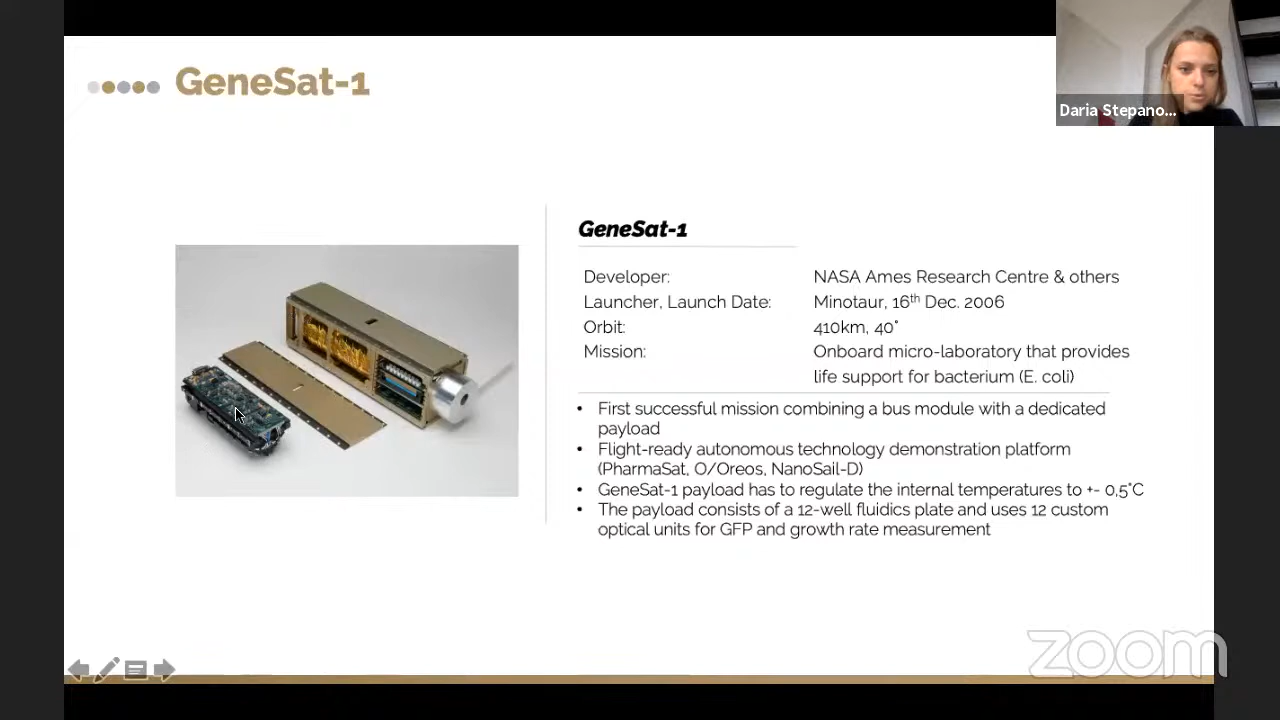 GeneSat-1
Daria Stepano...
GeneSat-1
Developer: NASA Ames Research Centre & others
Launcher, Launch Date: Minotaur, 16th Dec. 2006
Orbit: 410km, 40°
Mission: Onboard micro-laboratory that provides
life support for bacterium (E. coli)
• First successful mission combining a bus module with a dedicated
payload
• Flight-ready autonomous technology demonstration platform
(PharmaSat, O/Oreos, NanoSail-D)
• GeneSat-1 payload has to regulate the internal temperatures to +- 0,5°C
• The payload consists of a 12-well fluidics plate and uses 12 custom
optical units for GFP and growth rate measurement
zoom